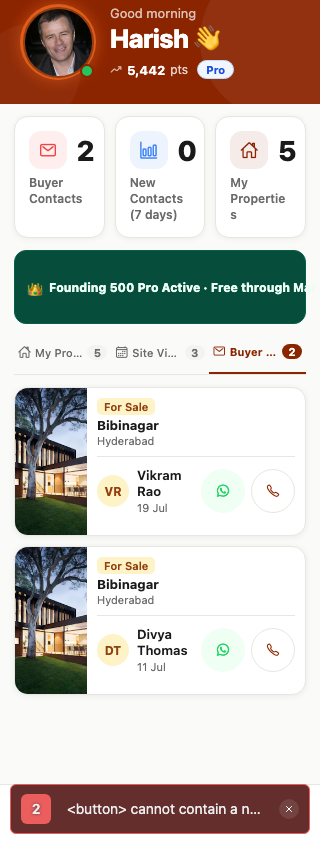 Good morning
Harish 👋
5,442 pts Pro
2
Buyer
Contacts
0
New
Contacts
(7 days)
5
My
Propertie
s
👑 Founding 500 Pro Active · Free through Ma
My Pro... 5 Site Vi... 3 Buyer ... 2
For Sale
Bibinagar
Hyderabad
VR
Vikram
Rao
19 Jul
For Sale
Bibinagar
Hyderabad
DT
Divya
Thomas
11 Jul
2 <button> cannot contain a n...